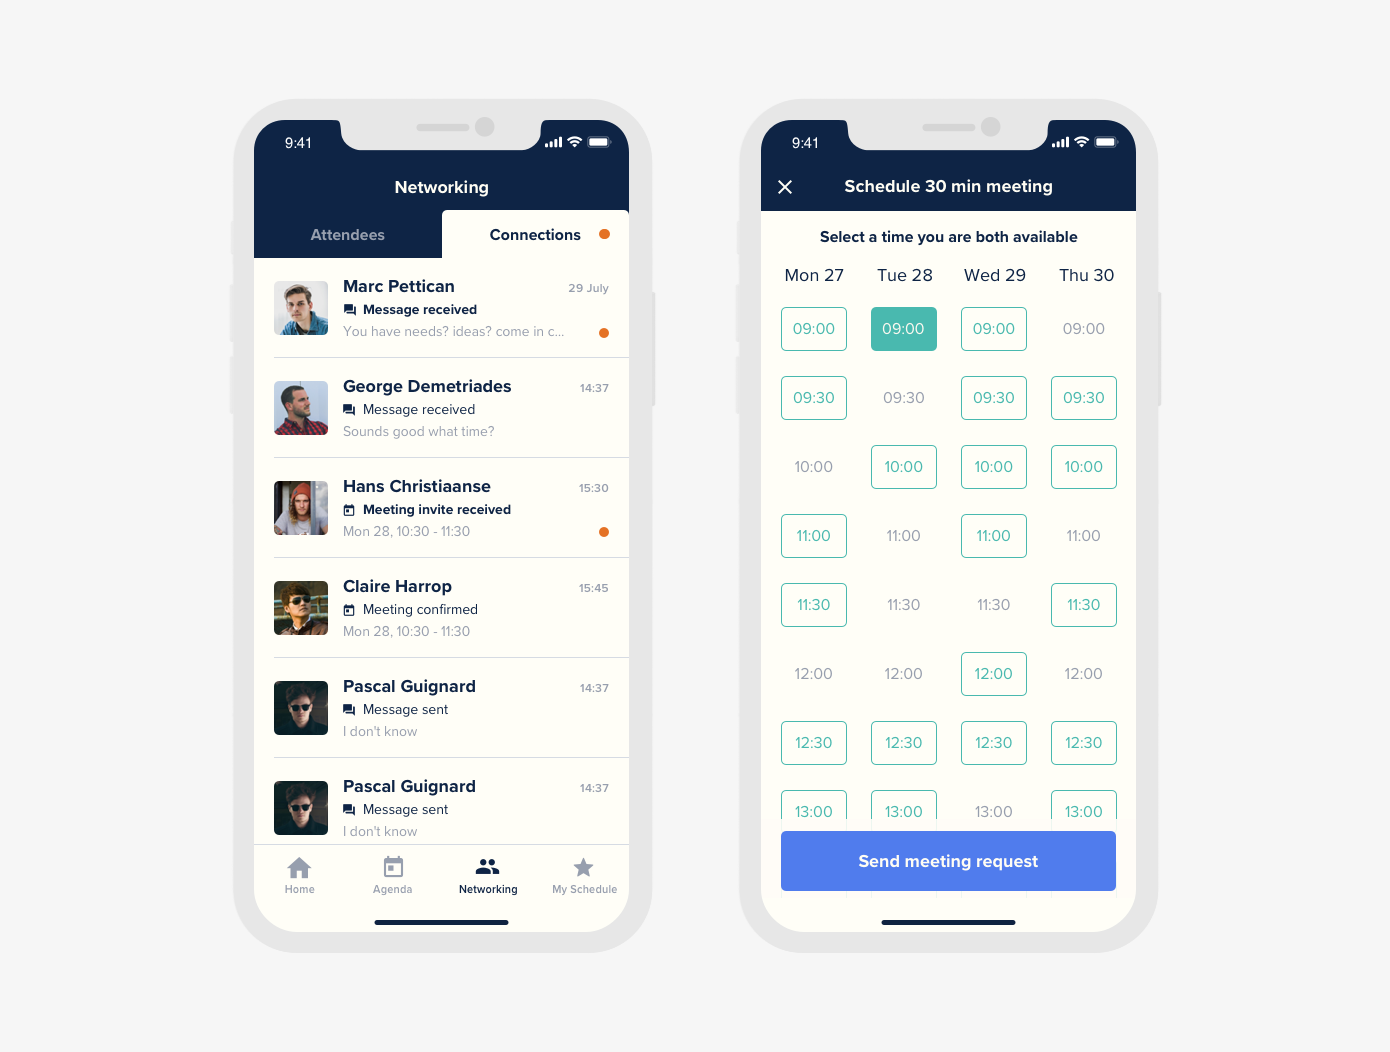 9:41
Networking
Attendees
Connections
Marc Pettican
29 July
Message received
You have needs? ideas? come in c...
George Demetriades
14:37
Message received
Sounds good what time?
Hans Christiaanse
15:30
Meeting invite received
Mon 28, 10:30 - 11:30
Claire Harrop
15:45
Meeting confirmed
Mon 28, 10:30 - 11:30
Pascal Guignard
14:37
Message sent
I don't know
Pascal Guignard
14:37
Message sent
I don't know
Home Agenda Networking My Schedule
9:41
Schedule 30 min meeting
Select a time you are both available
Mon 27 Tue 28 Wed 29 Thu 30
09:00 09:00 09:00 09:00
09:30 09:30 09:30 09:30
10:00 10:00 10:00 10:00
11:00 11:00 11:00 11:00
11:30 11:30 11:30 11:30
12:00 12:00 12:00 12:00
12:30 12:30 12:30 12:30
13:00 13:00 13:00 13:00
Send meeting request